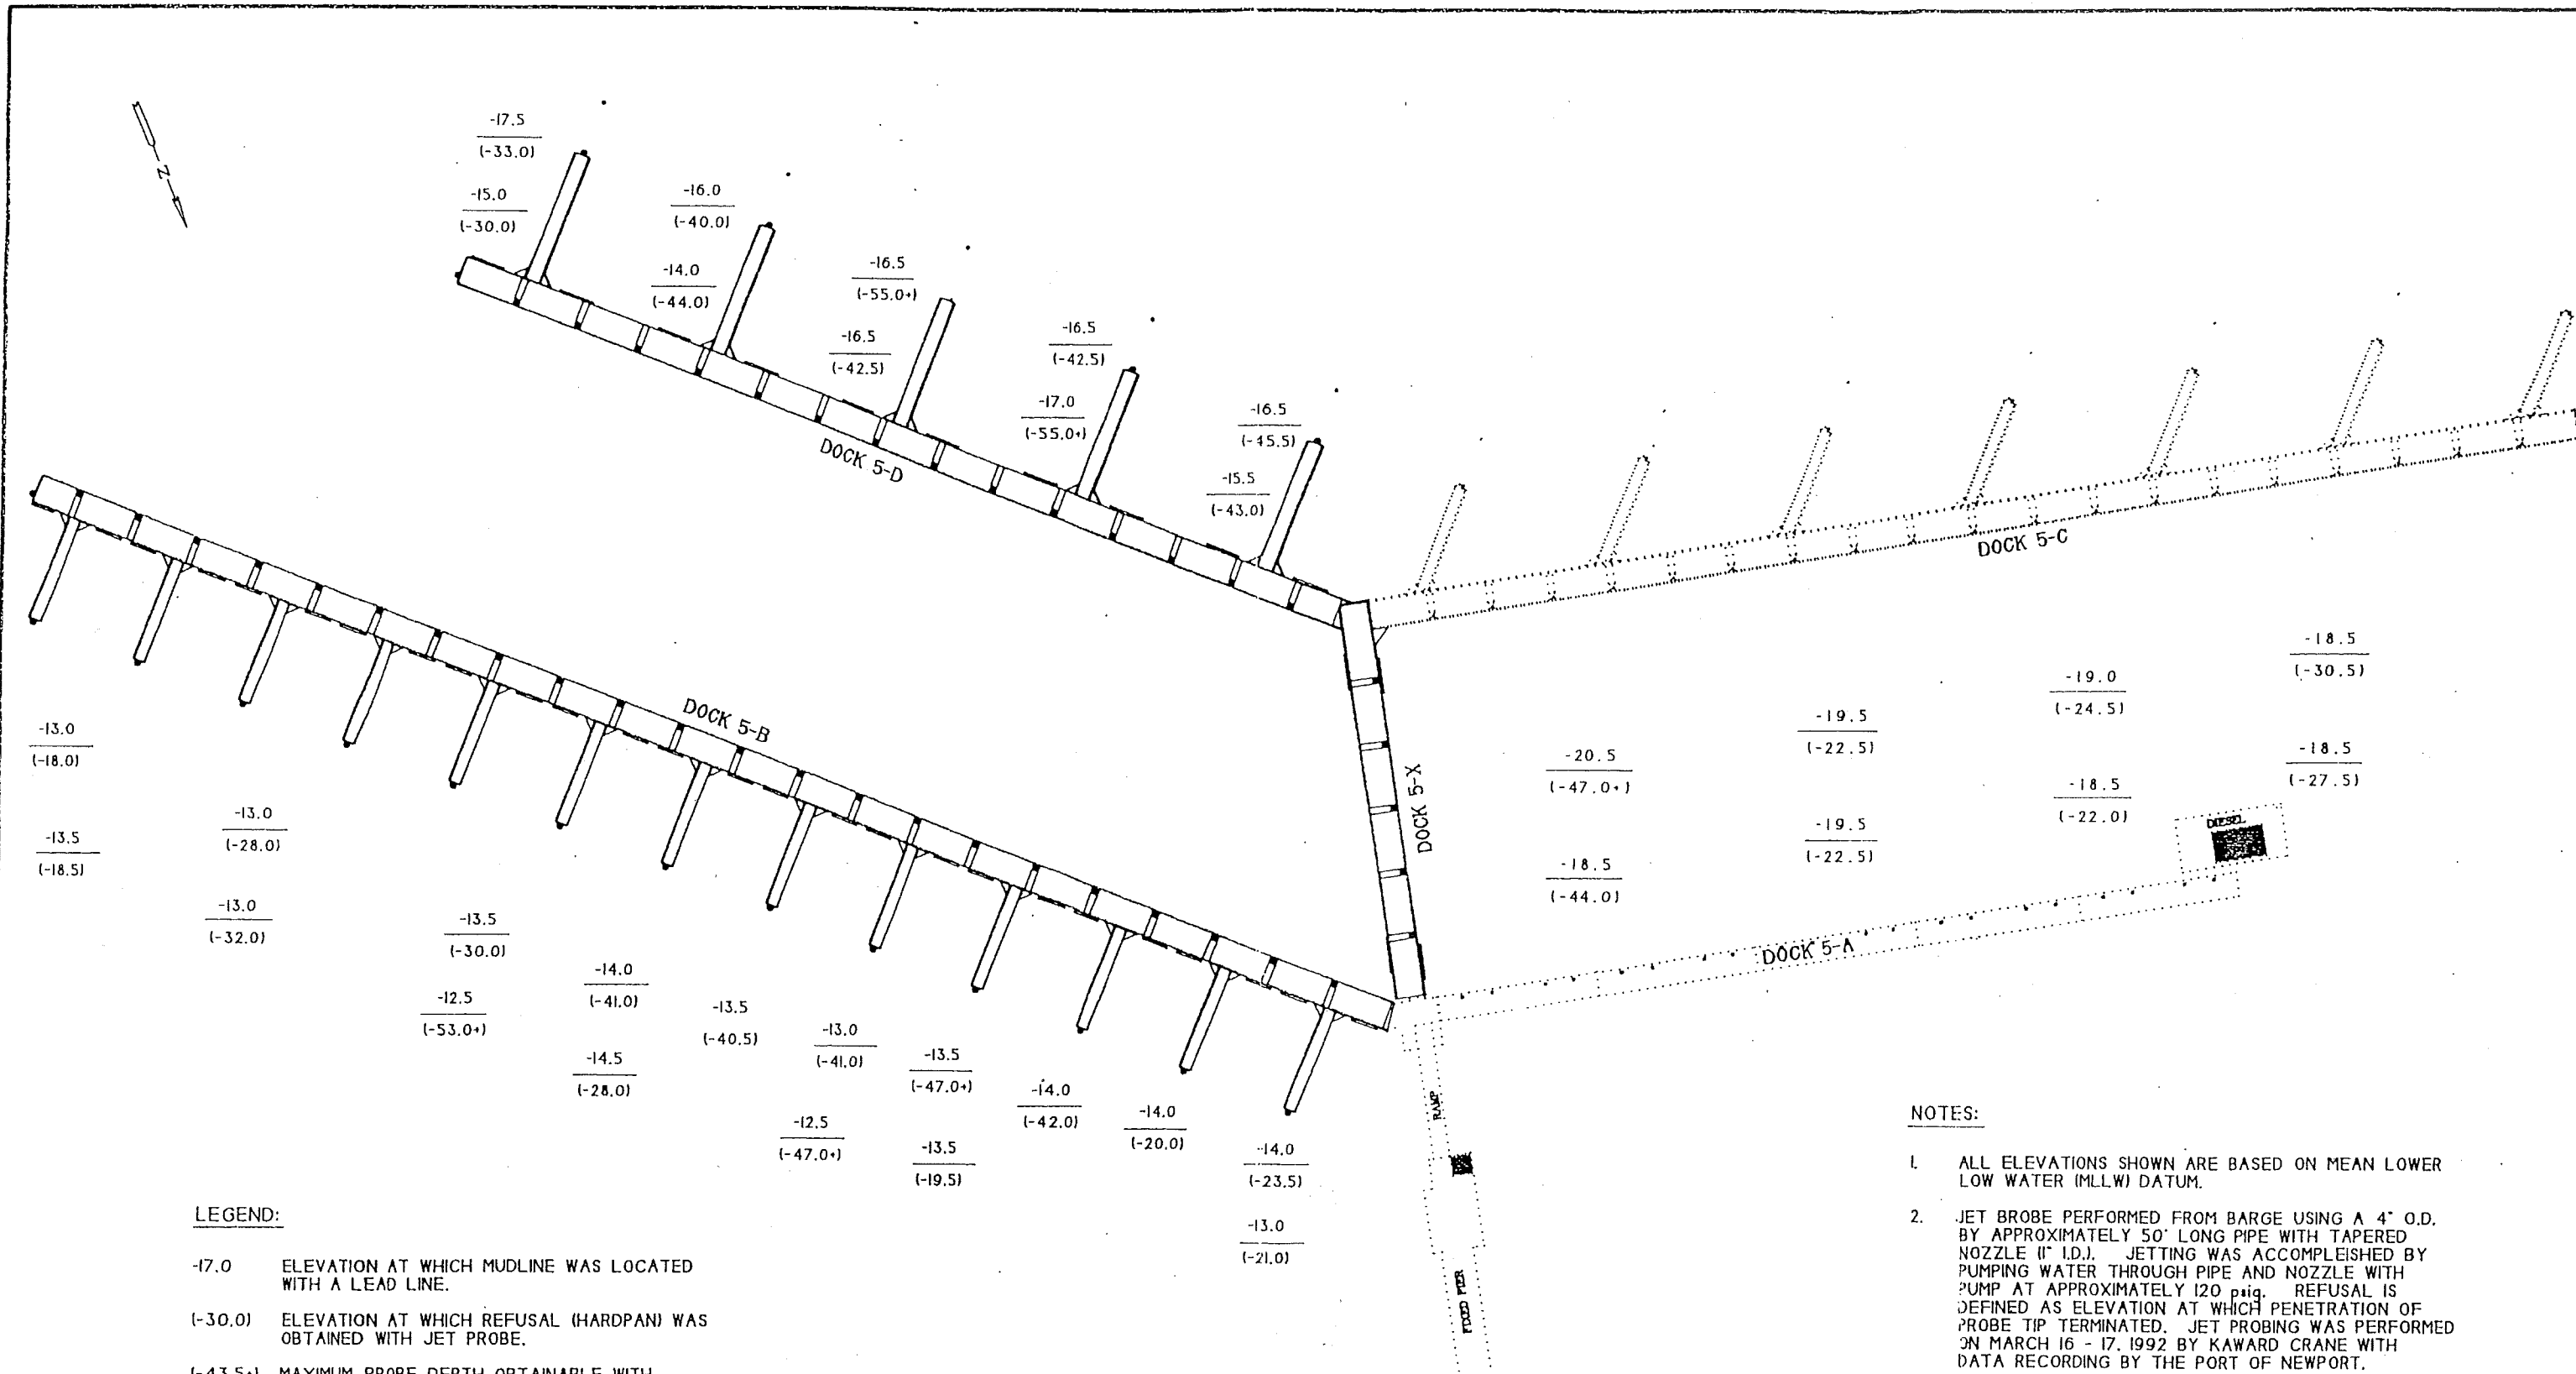 -17.5
(-33.0)
-15.0
(-30.0)
-16.0
(-40.0)
-14.0
(-44.0)
-16.5
(-55.0+)
-16.5
(-42.5)
-16.5
(-42.5)
-17.0
(-55.0+)
-16.5
(-45.5)
-15.5
(-43.0)
N
DOCK 5-D
DOCK 5-C
DOCK 5-B
DOCK 5-X
DOCK 5-A
-20.5
(-47.0+)
-18.5
(-44.0)
-19.5
(-22.5)
-19.5
(-22.5)
-19.0
(-24.5)
-18.5
(-22.0)
-18.5
(-30.5)
-18.5
(-27.5)
DIESEL
-13.0
(-18.0)
-13.5
(-18.5)
-13.0
(-28.0)
-13.0
(-32.0)
-13.5
(-30.0)
-12.5
(-53.0+)
-14.0
(-41.0)
-14.5
(-28.0)
-13.5
(-40.5)
-13.0
(-41.0)
-12.5
(-47.0+)
-13.5
(-47.0+)
-13.5
(-19.5)
-14.0
(-42.0)
-14.0
(-20.0)
-14.0
(-23.5)
-13.0
(-21.0)
RAMP
FIXED PIER
LEGEND:
-17.0 ELEVATION AT WHICH MUDLINE WAS LOCATED
WITH A LEAD LINE.
(-30.0) ELEVATION AT WHICH REFUSAL (HARDPAN) WAS
OBTAINED WITH JET PROBE.
(-43.5+) MAXIMUM PROBE DEPTH OBTAINABLE WITH
NOTES:
1. ALL ELEVATIONS SHOWN ARE BASED ON MEAN LOWER
LOW WATER (MLLW) DATUM.
2. JET BROBE PERFORMED FROM BARGE USING A 4" O.D.
BY APPROXIMATELY 50' LONG PIPE WITH TAPERED
NOZZLE (1" I.D.). JETTING WAS ACCOMPLEISHED BY
PUMPING WATER THROUGH PIPE AND NOZZLE WITH
PUMP AT APPROXIMATELY 120 psig. REFUSAL IS
DEFINED AS ELEVATION AT WHICH PENETRATION OF
PROBE TIP TERMINATED. JET PROBING WAS PERFORMED
ON MARCH 16 - 17, 1992 BY KAWARD CRANE WITH
DATA RECORDING BY THE PORT OF NEWPORT.